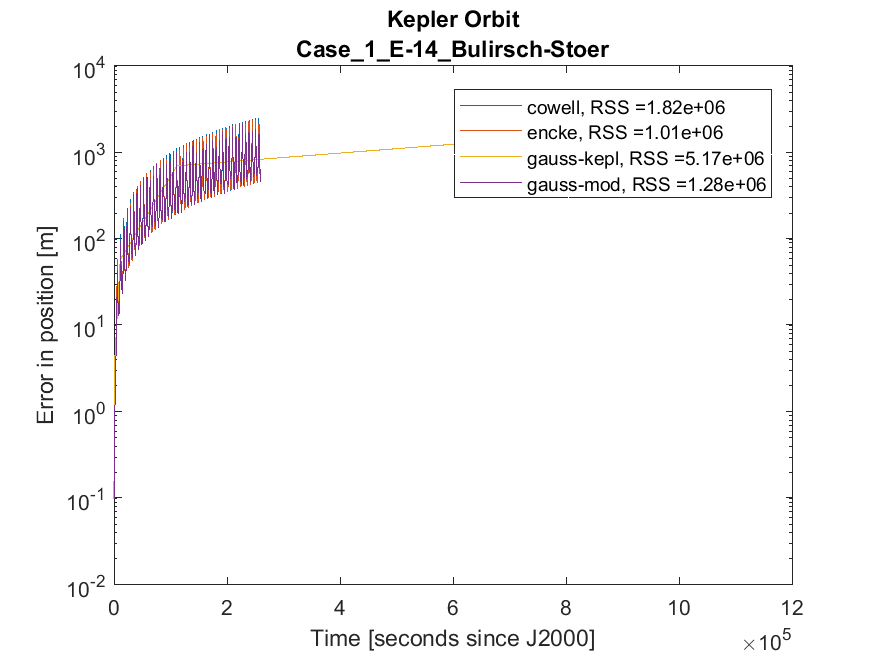 Kepler Orbit
Case_1_E-14_Bulirsch-Stoer
10^4
10^3
10^2
10^1
10^0
10^-1
10^-2
Error in position [m]
cowell, RSS =1.82e+06
encke, RSS =1.01e+06
gauss-kepl, RSS =5.17e+06
gauss-mod, RSS =1.28e+06
0 2 4 6 8 10 12
Time [seconds since J2000]
×10^5